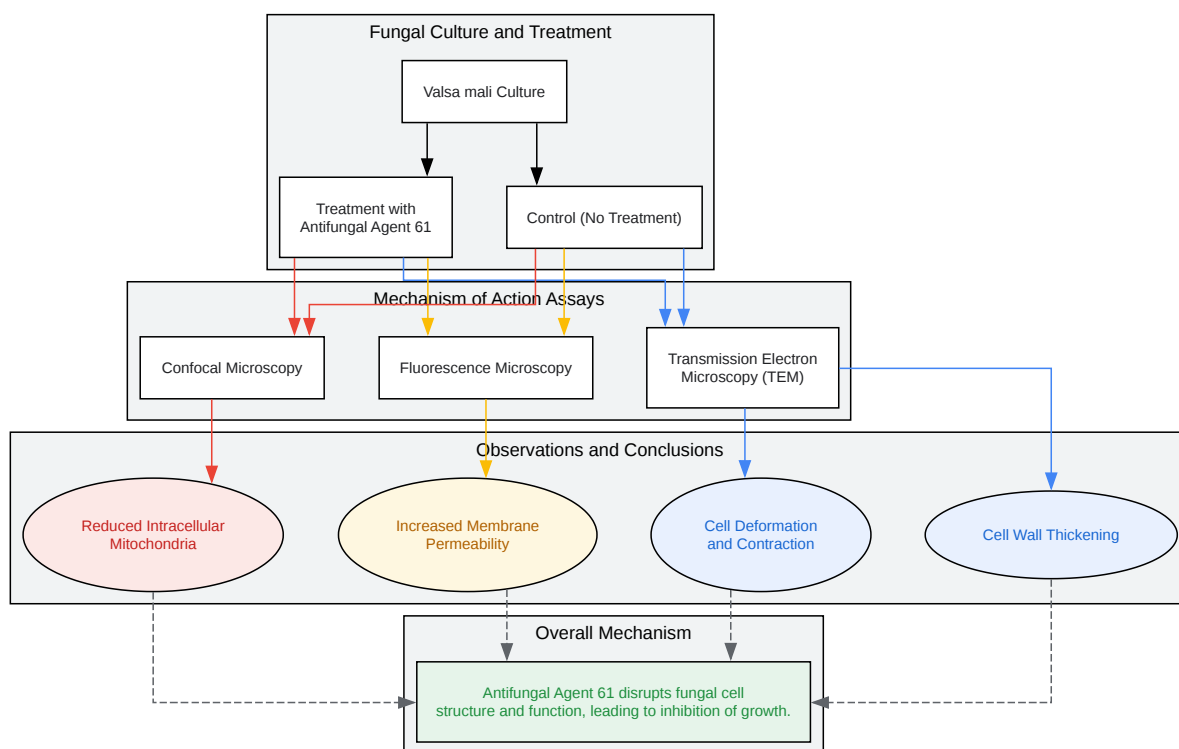 Fungal Culture and Treatment
Valsa mali Culture
Treatment with
Antifungal Agent 61
Control (No Treatment)
Mechanism of Action Assays
Confocal Microscopy
Fluorescence Microscopy
Transmission Electron
Microscopy (TEM)
Observations and Conclusions
Reduced Intracellular
Mitochondria
Increased Membrane
Permeability
Cell Deformation
and Contraction
Cell Wall Thickening
Overall Mechanism
Antifungal Agent 61 disrupts fungal cell
structure and function, leading to inhibition of growth.